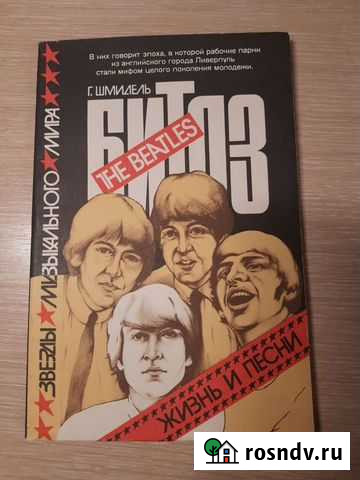 В них говорит эпоха, в которой рабочие парни
из английского города Ливерпуль
стали мифом целого поколения молодежи.
Г. ШМИДЕЛЬ
БИТЛЗ
THE BEATLES
ЗВЕЗДЫ ★ МУЗЫКАЛЬНОГО ★ МИРА
ЖИЗНЬ И ПЕСНИ
rosndv.ru